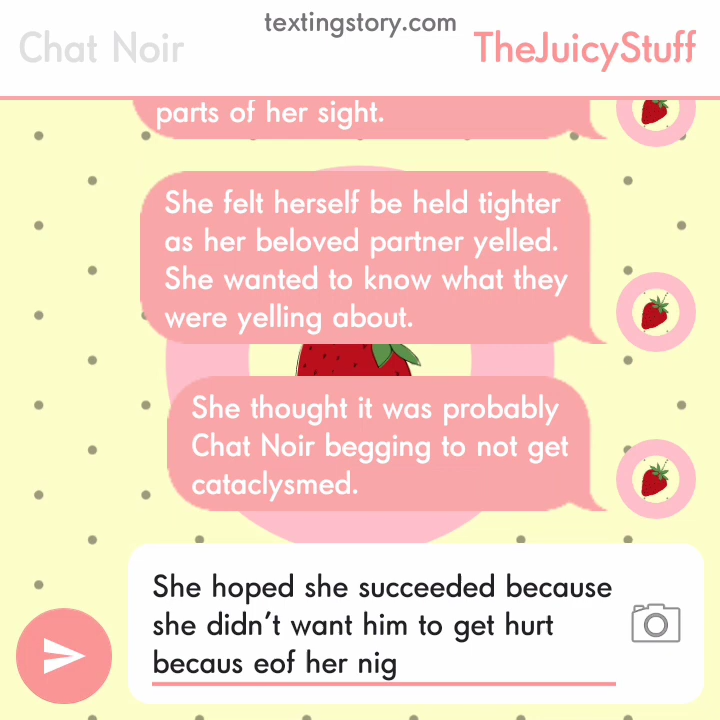 textingstory.com
Chat Noir
TheJuicyStuff
parts of her sight.
She felt herself be held tighter
as her beloved partner yelled.
She wanted to know what they
were yelling about.
She thought it was probably
Chat Noir begging to not get
cataclysmed.
She hoped she succeeded because
she didn't want him to get hurt
becaus eof her nig